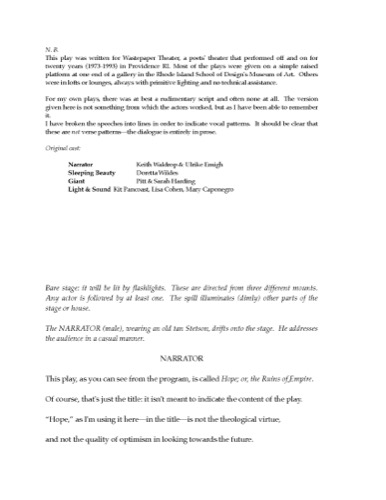 N. B.
This play was written for Wastepaper Theater, a poets' theater that performed off and on for
twenty years (1973-1993) in Providence RI. Most of the plays were given on a simple raised
platform at one end of a gallery in the Rhode Island School of Design's Museum of Art. Others
were in lofts or lounges, always with primitive lighting and no technical assistance.
For my own plays, there was at best a rudimentary script and often none at all. The version
given here is not something from which the actors worked, but as I have been able to remember
it.
I have broken the speeches into lines in order to indicate vocal patterns. It should be clear that
these are not verse patterns—the dialogue is entirely in prose.
Original cast:
Narrator Keith Waldrop & Ulrike Ensigh
Sleeping Beauty Doretta Wildes
Giant Pitt & Sarah Harding
Light & Sound Kit Pancoast, Lisa Cohen, Mary Caponegro
Bare stage: it will be lit by flashlights. These are directed from three different mounts.
Any actor is followed by at least one. The spill illuminates (dimly) other parts of the
stage or house.
The NARRATOR (male), wearing an old tan Stetson, drifts onto the stage. He addresses
the audience in a casual manner.
NARRATOR
This play, as you can see from the program, is called Hope; or, the Ruins of Empire.
Of course, that's just the title: it isn't meant to indicate the content of the play.
"Hope," as I'm using it here—in the title—is not the theological virtue,
and not the quality of optimism in looking towards the future.